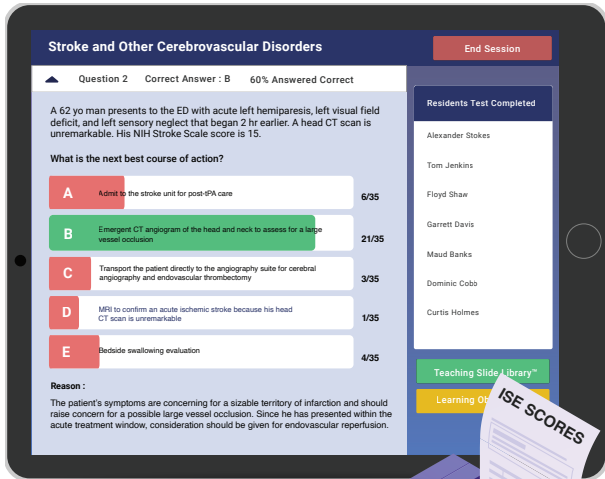 Stroke and Other Cerebrovascular Disorders
End Session
Question 2 Correct Answer : B 60% Answered Correct
A 62 yo man presents to the ED with acute left hemiparesis, left visual field
deficit, and left sensory neglect that began 2 hr earlier. A head CT scan is
unremarkable. His NIH Stroke Scale score is 15.
What is the next best course of action?
A
Admit to the stroke unit for post-tPA care
6/35
B
Emergent CT angiogram of the head and neck to assess for a large
vessel occlusion
21/35
C
Transport the patient directly to the angiography suite for cerebral
angiography and endovascular thrombectomy
3/35
D
MRI to confirm an acute ischemic stroke because his head
CT scan is unremarkable
1/35
E
Bedside swallowing evaluation
4/35
Reason :
The patient's symptoms are concerning for a sizable territory of infarction and should
raise concern for a possible large vessel occlusion. Since he has presented within the
acute treatment window, consideration should be given for endovascular reperfusion.
Residents Test Completed
Alexander Stokes
Tom Jenkins
Floyd Shaw
Garrett Davis
Maud Banks
Dominic Cobb
Curtis Holmes
Teaching Slide Library™
Learning
ISE SCORES